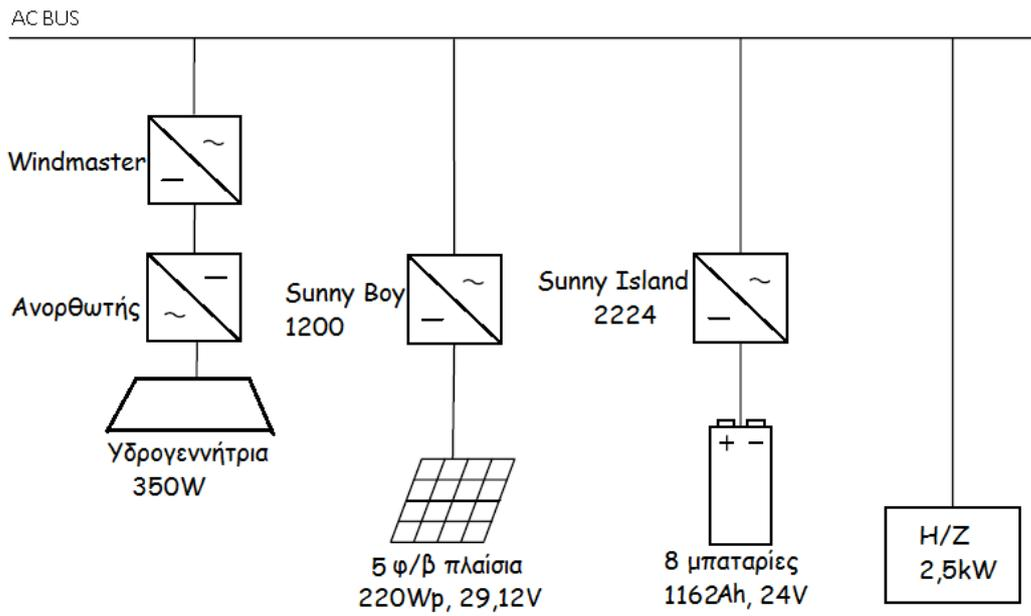 AC BUS
Windmaster
Ανορθωτής
Υδρογεννήτρια
350W
Sunny Boy
1200
5 φ/β πλαίσια
220Wp, 29,12V
Sunny Island
2224
8 μπαταρίες
1162Ah, 24V
Η/Ζ
2,5kW